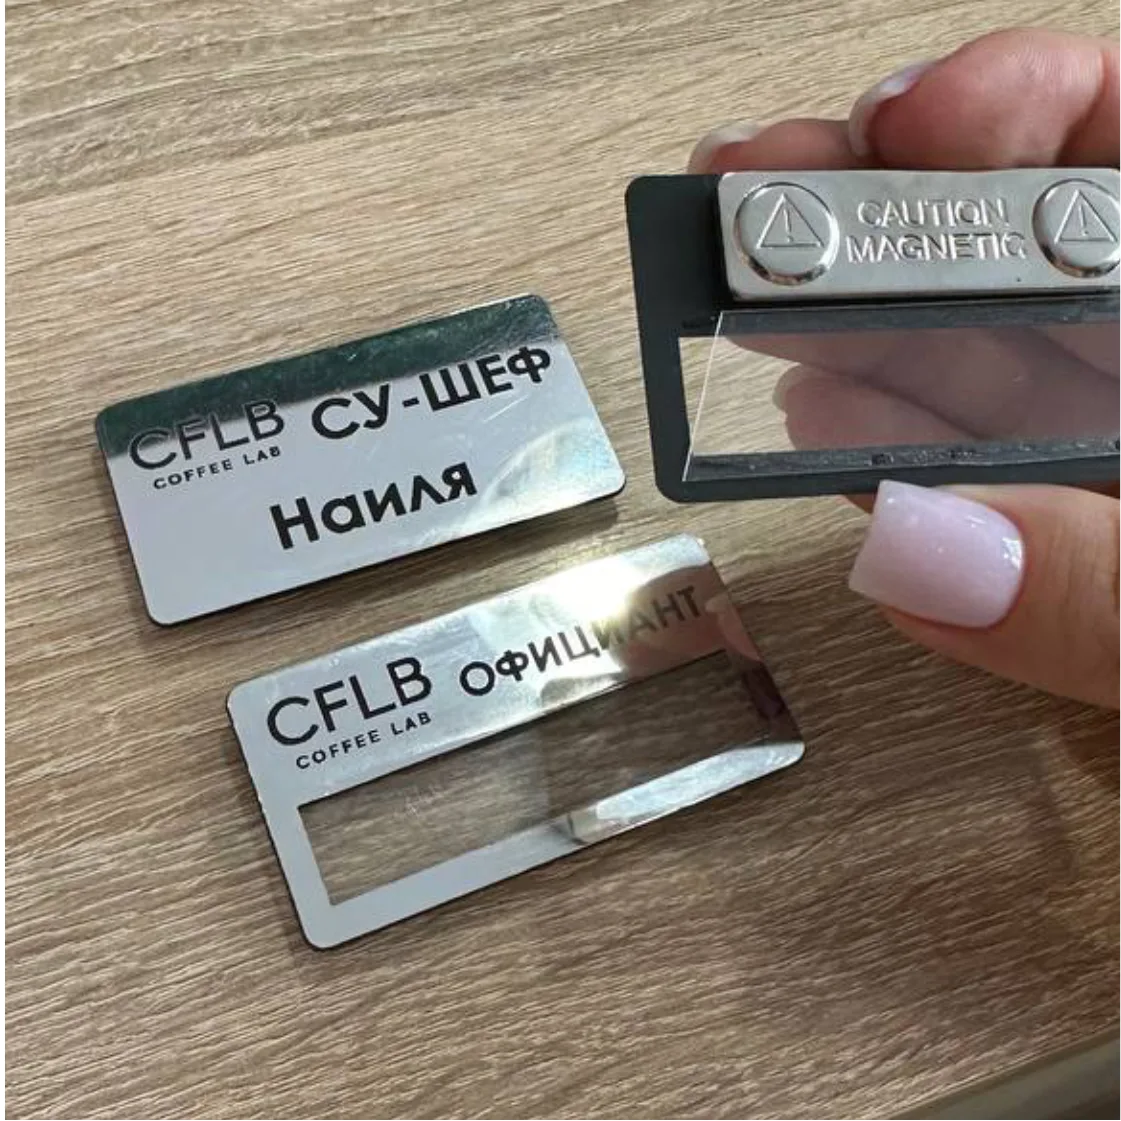 CFLB СУ-ШЕФ
COFFEE LAB
Наиля
CFLB ОФИЦИАНТ
COFFEE LAB
CAUTION
MAGNETIC